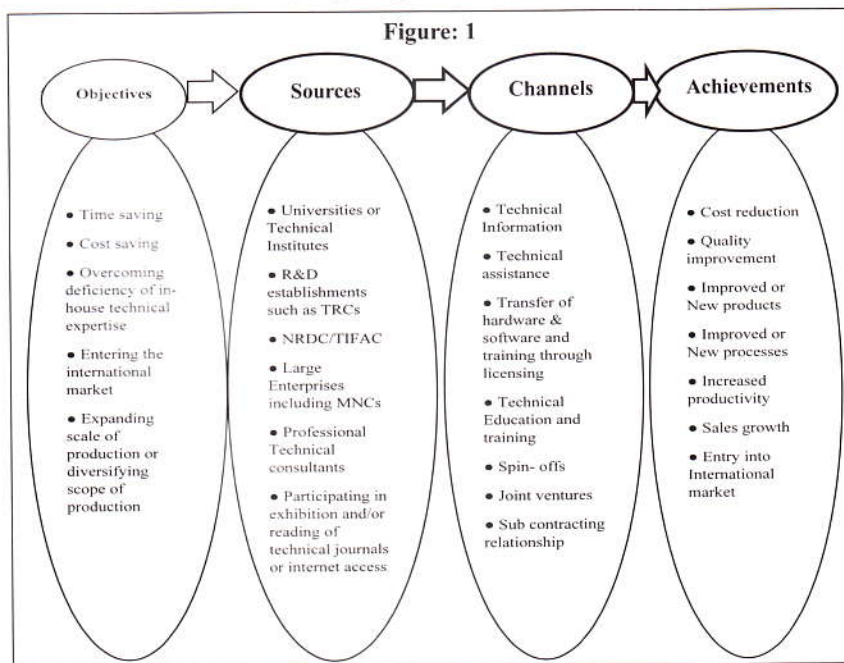 Figure: 1
Objectives
Sources
Channels
Achievements
● Time saving
● Cost saving
● Overcoming
deficiency of in-
house technical
expertise
● Entering the
international
market
● Expanding
scale of
production or
diversifying
scope of
production
● Universities or
Technical
Institutes
● R&D
establishments
such as TRCs
● NRDC/TIFAC
● Large
Enterprises
including MNCs
● Professional
Technical
consultants
● Participating in
exhibition and/or
reading of
technical journals
or internet access
● Technical
Information
● Technical
assistance
● Transfer of
hardware &
software and
training through
licensing
● Technical
Education and
training
● Spin- offs
● Joint ventures
● Sub contracting
relationship
● Cost reduction
● Quality
improvement
● Improved or
New products
● Improved or
New processes
● Increased
productivity
● Sales growth
● Entry into
International
market